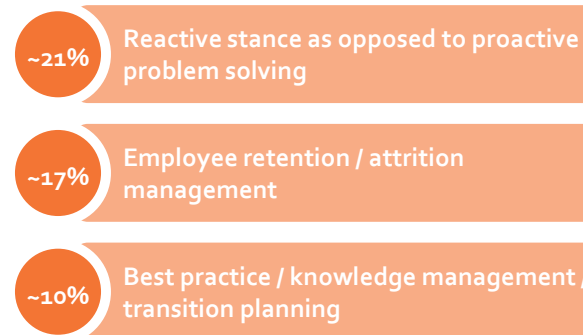 ~21%
Reactive stance as opposed to proactive
problem solving
~17%
Employee retention / attrition
management
~10%
Best practice / knowledge management /
transition planning